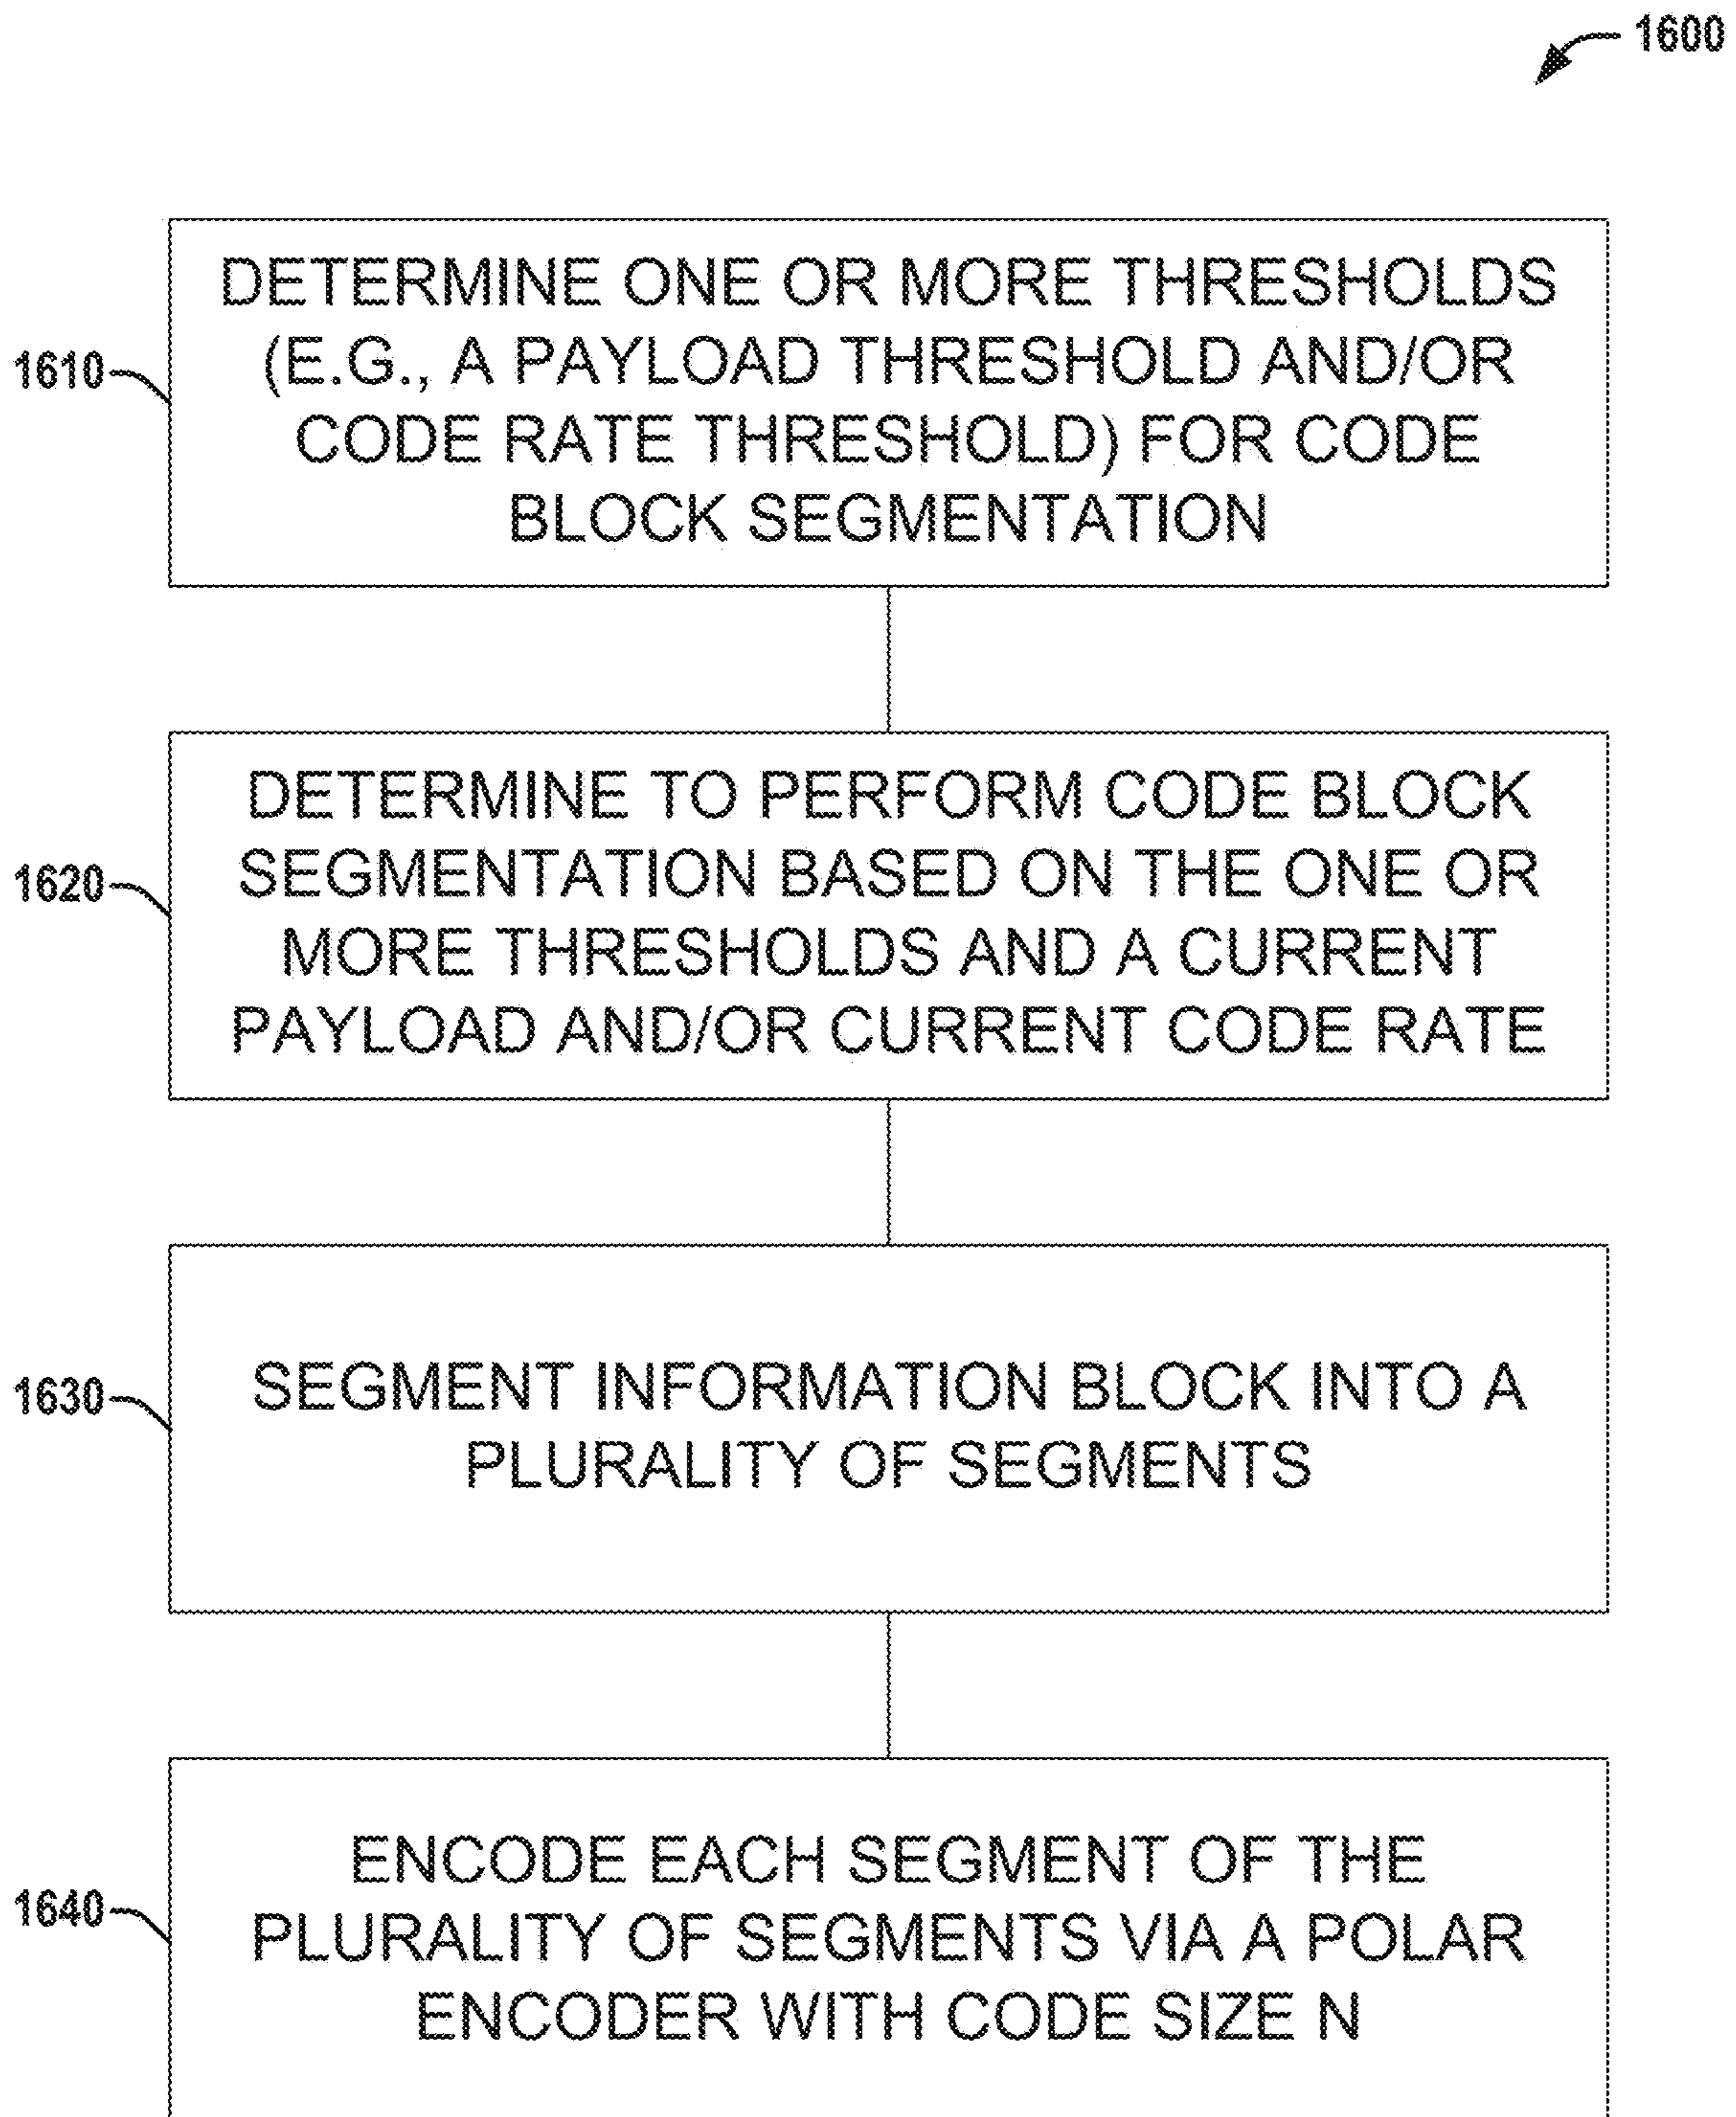 1600
DETERMINE ONE OR MORE THRESHOLDS
(E.G., A PAYLOAD THRESHOLD AND/OR
CODE RATE THRESHOLD) FOR CODE
BLOCK SEGMENTATION
1610
DETERMINE TO PERFORM CODE BLOCK
SEGMENTATION BASED ON THE ONE OR
MORE THRESHOLDS AND A CURRENT
PAYLOAD AND/OR CURRENT CODE RATE
1620
SEGMENT INFORMATION BLOCK INTO A
PLURALITY OF SEGMENTS
1630
ENCODE EACH SEGMENT OF THE
PLURALITY OF SEGMENTS VIA A POLAR
ENCODER WITH CODE SIZE N
1640